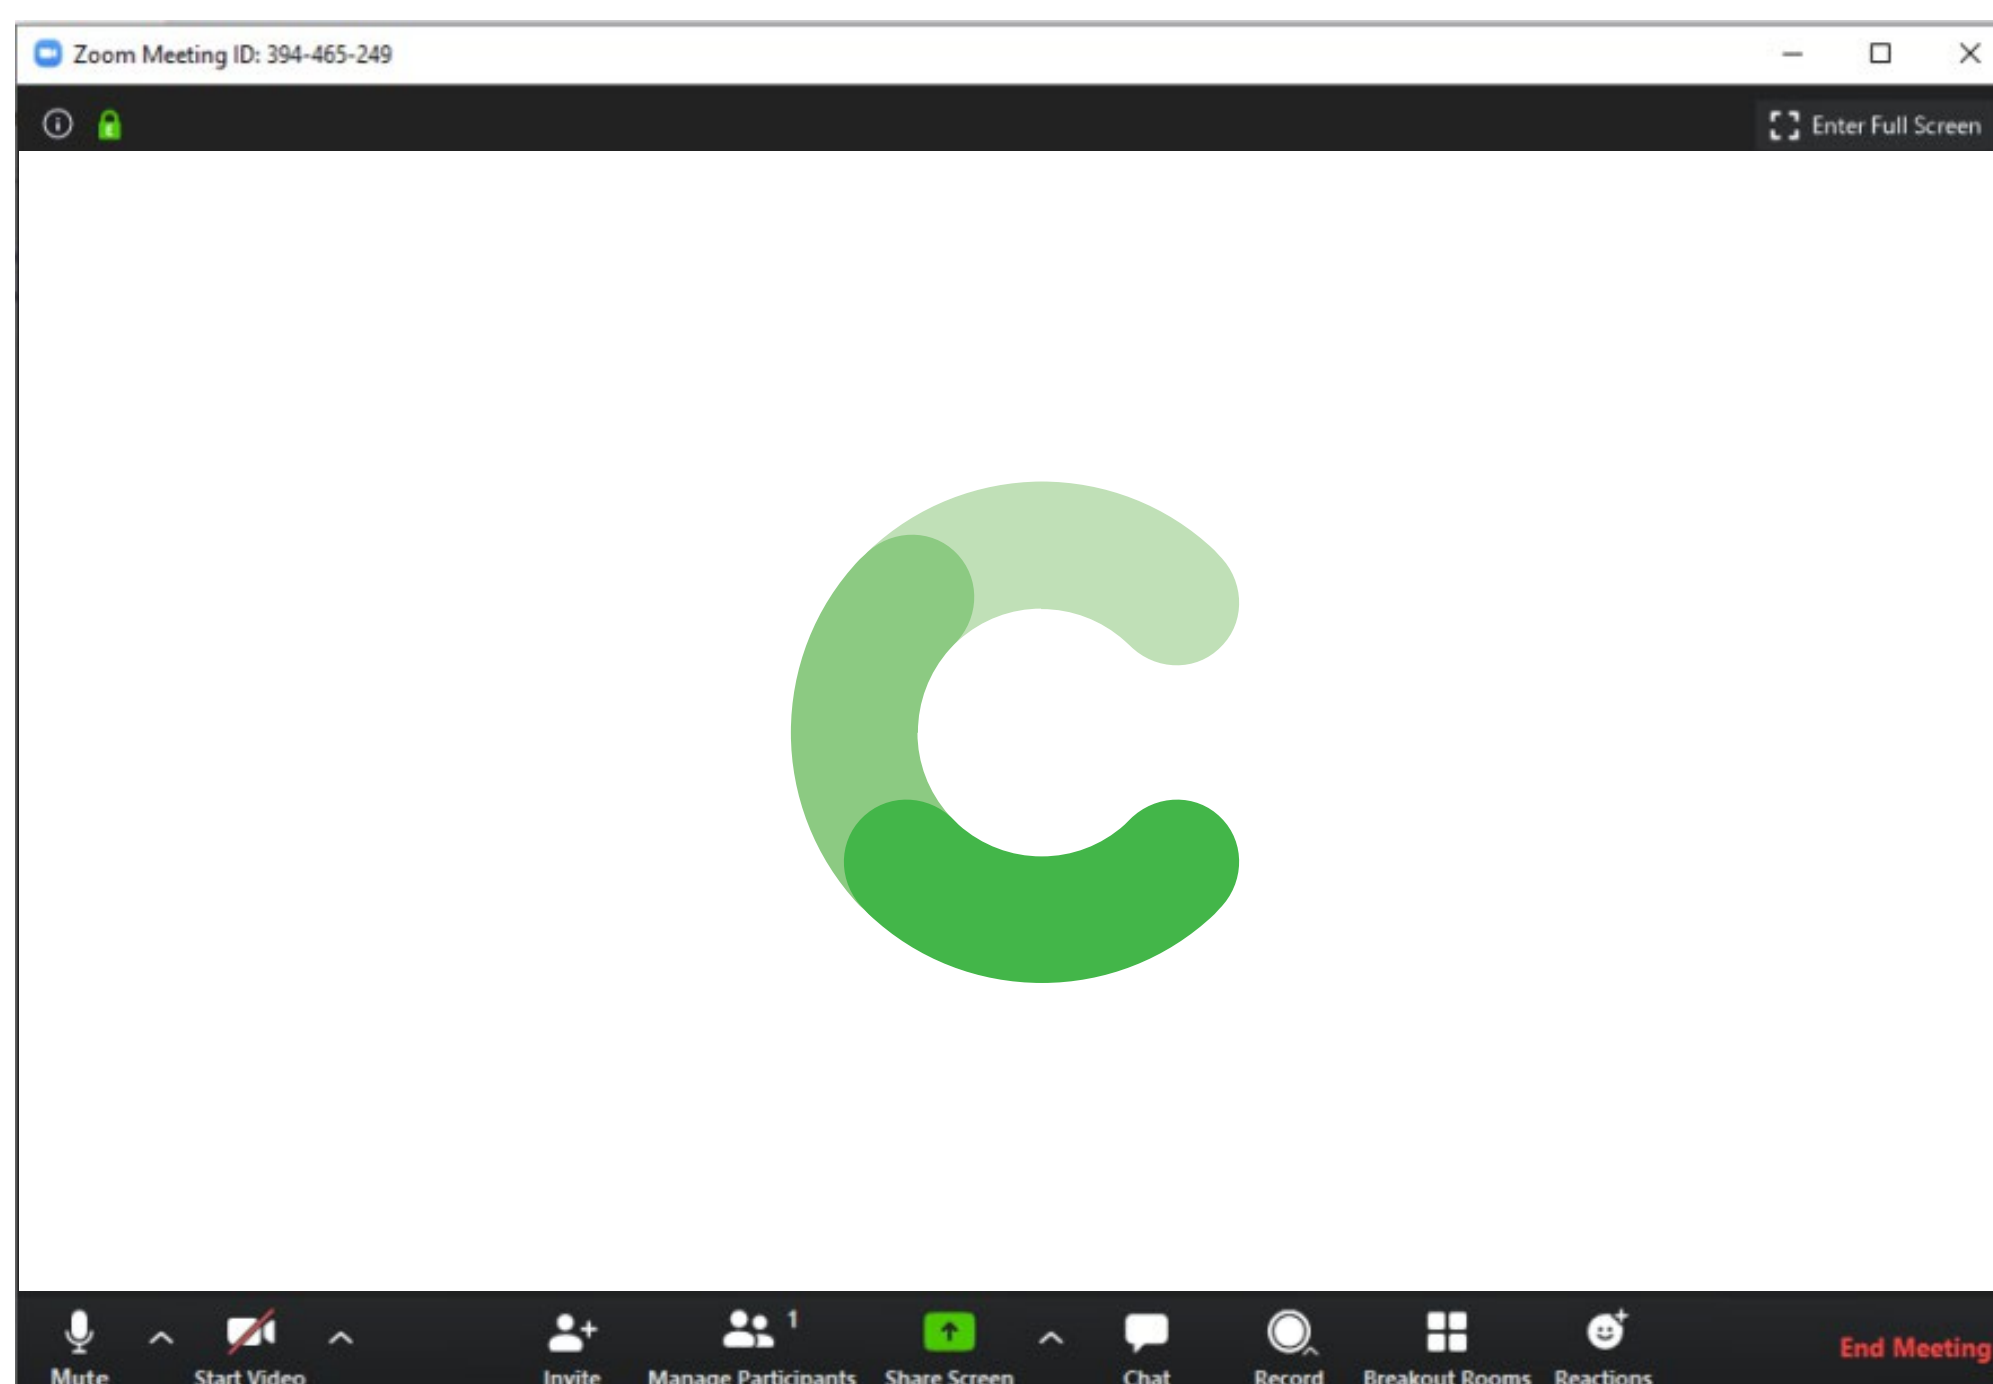 Zoom Meeting ID: 394-465-249
Enter Full Screen
1
Mute Start Video Invite Manage Participants Share Screen Chat Record Breakout Rooms Reactions End Meeting